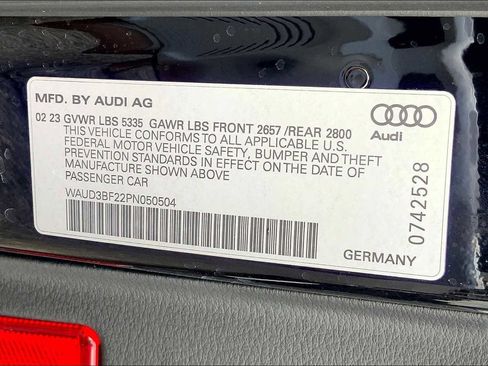 MFD. BY AUDI AG
02 23 GVWR LBS 5335 GAWR LBS FRONT 2657 /REAR 2800
THIS VEHICLE CONFORMS TO ALL APPLICABLE U.S.
FEDERAL MOTOR VEHICLE SAFETY, BUMPER AND THEFT
PREVENTION STANDARDS IN EFFECT ON THE DATE OF
MANUFACTURE SHOWN ABOVE
PASSENGER CAR
WAUD3BF22PN050504
Audi
0742528
GERMANY